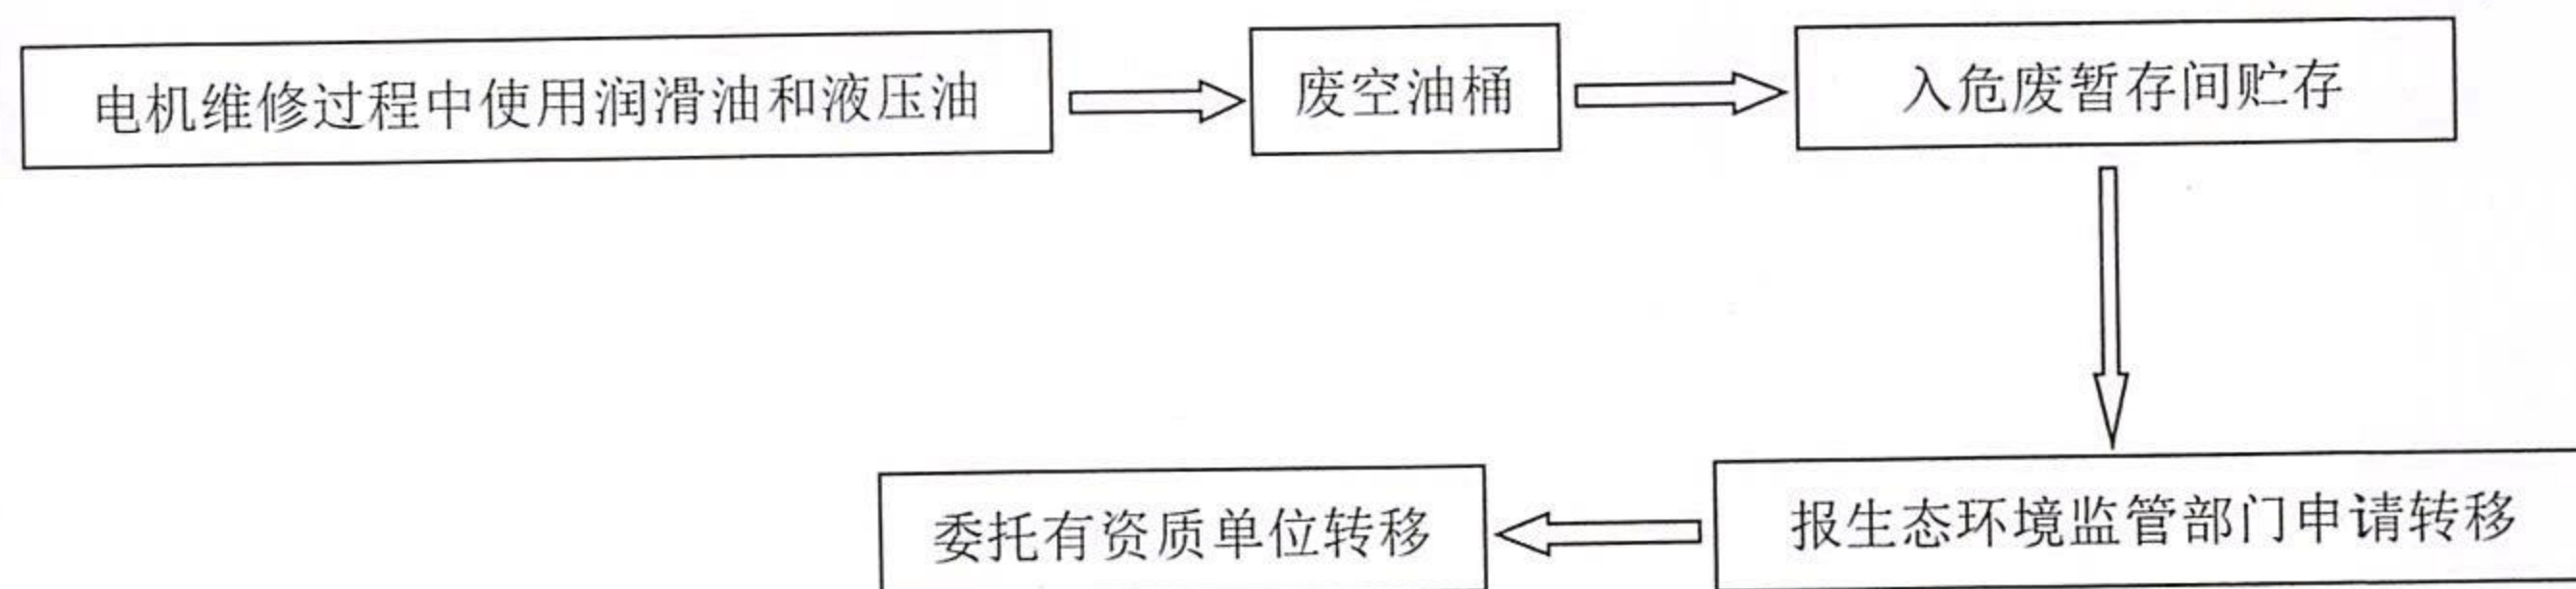 电机维修过程中使用润滑油和液压油
废空油桶
入危废暂存间贮存
报生态环境监管部门申请转移
委托有资质单位转移